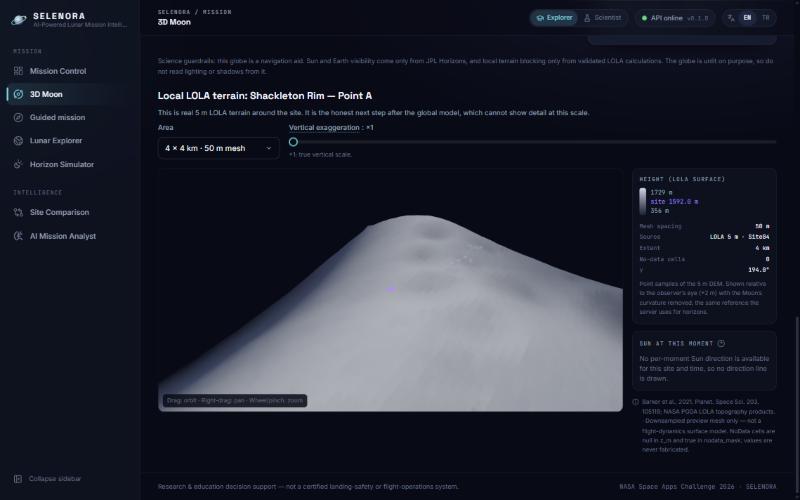 SELENORA
AI-Powered Lunar Mission Intelli...
MISSION
Mission Control
3D Moon
Guided mission
Lunar Explorer
Horizon Simulator
INTELLIGENCE
Site Comparison
AI Mission Analyst
Collapse sidebar
SELENORA / MISSION
3D Moon
Explorer
Scientist
API online v0.1.0
EN
TR
Science guardrails: this globe is a navigation aid. Sun and Earth visibility come only from JPL Horizons, and local terrain blocking only from validated LOLA calculations. The globe is unlit on purpose, so do
not read lighting or shadows from it.
Local LOLA terrain: Shackleton Rim — Point A
This is real 5 m LOLA terrain around the site. It is the honest next step after the global model, which cannot show detail at this scale.
Area
4 × 4 km · 50 m mesh
Vertical exaggeration : ×1
×1: true vertical scale.
Drag: orbit · Right-drag: pan · Wheel/pinch: zoom
HEIGHT (LOLA SURFACE)
1729 m
site 1592.0 m
356 m
Mesh spacing 50 m
Source LOLA 5 m · Site04
Extent 4 km
No-data cells 0
γ 194.0°
Point samples of the 5 m DEM. Shown relative
to the observer's eye (+2 m) with the Moon's
curvature removed, the same reference the
server uses for horizons.
SUN AT THIS MOMENT
No per-moment Sun direction is available
for this site and time, so no direction line
is drawn.
Barker et al., 2021, Planet. Space Sci. 203,
105119; NASA PGDA LOLA topography products.
· Downsampled preview mesh only — not a
flight-dynamics surface model. NoData cells are
null in z_m and true in nodata_mask; values are
never fabricated.
Research & education decision support — not a certified landing-safety or flight-operations system.
NASA Space Apps Challenge 2026 · SELENORA